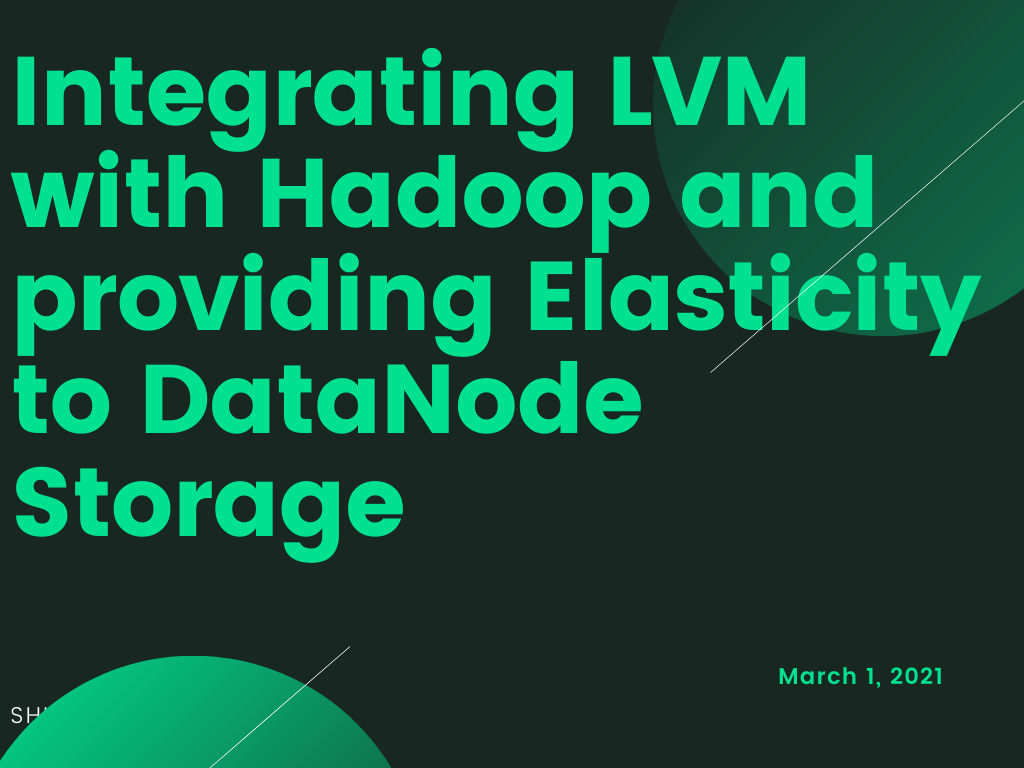 Integrating LVM
with Hadoop and
providing Elasticity
to DataNode
Storage
March 1, 2021